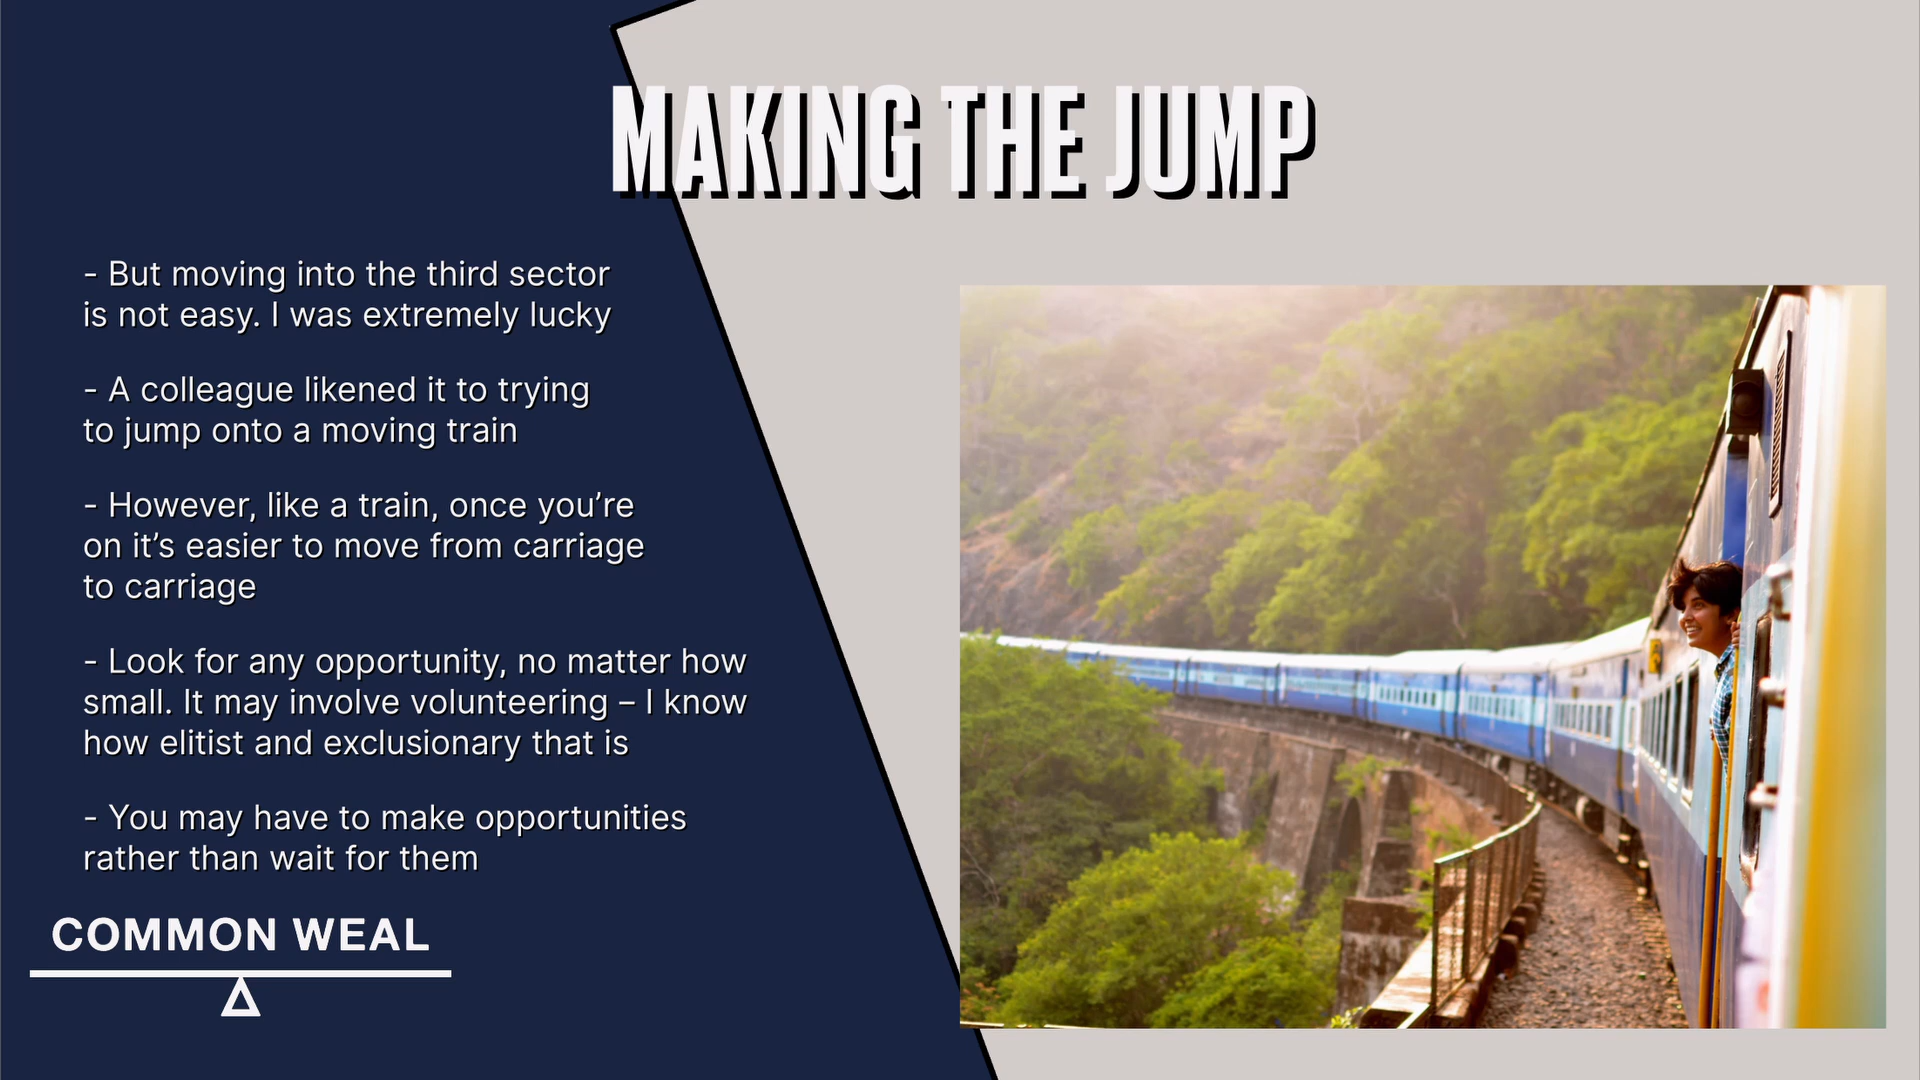 MAKING THE JUMP
- But moving into the third sector
is not easy. I was extremely lucky
- A colleague likened it to trying
to jump onto a moving train
- However, like a train, once you’re
on it’s easier to move from carriage
to carriage
- Look for any opportunity, no matter how
small. It may involve volunteering – I know
how elitist and exclusionary that is
- You may have to make opportunities
rather than wait for them
COMMON WEAL